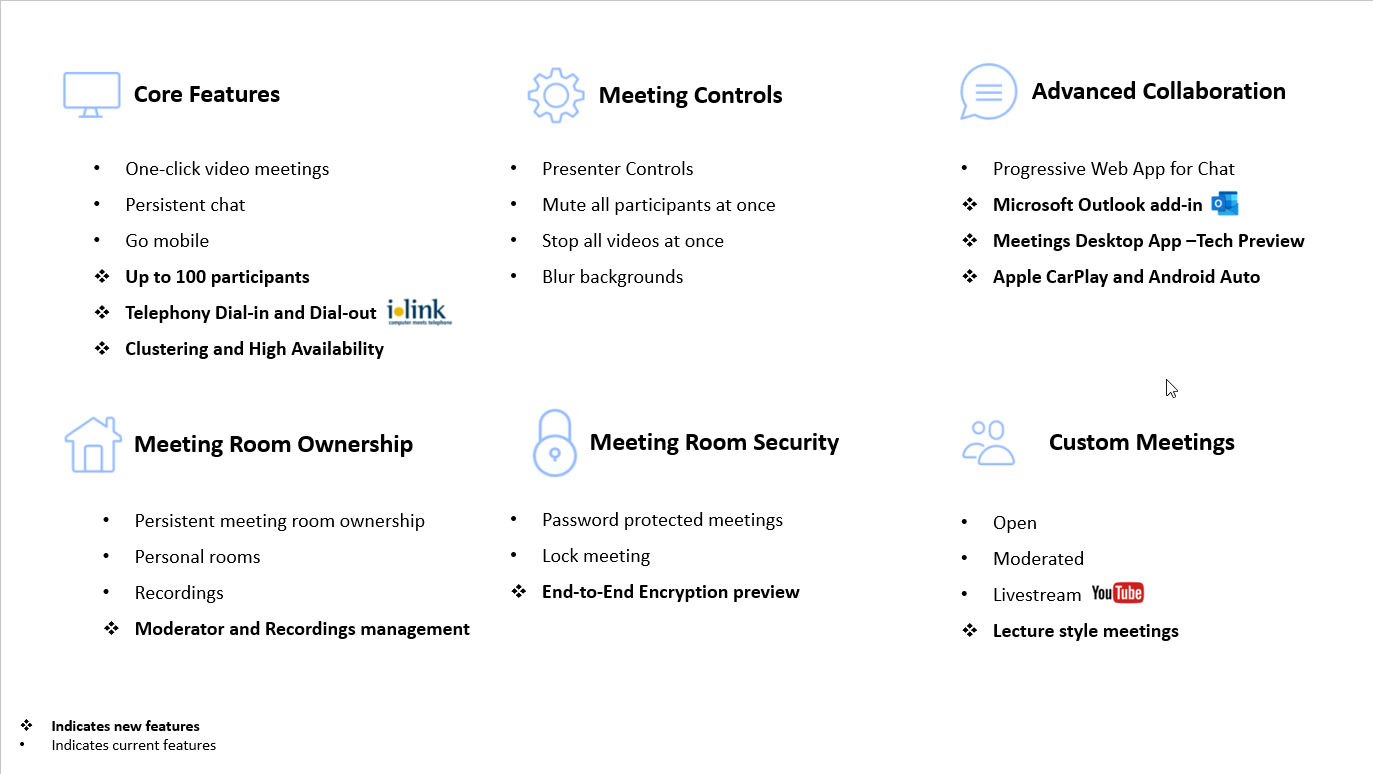 Core Features
• One-click video meetings
• Persistent chat
• Go mobile
❖ Up to 100 participants
❖ Telephony Dial-in and Dial-out i•link
computer meets telephone
❖ Clustering and High Availability
Meeting Controls
• Presenter Controls
• Mute all participants at once
• Stop all videos at once
• Blur backgrounds
Advanced Collaboration
• Progressive Web App for Chat
❖ Microsoft Outlook add-in
❖ Meetings Desktop App –Tech Preview
❖ Apple CarPlay and Android Auto
Meeting Room Ownership
• Persistent meeting room ownership
• Personal rooms
• Recordings
❖ Moderator and Recordings management
Meeting Room Security
• Password protected meetings
• Lock meeting
❖ End-to-End Encryption preview
Custom Meetings
• Open
• Moderated
• Livestream YouTube
❖ Lecture style meetings
❖ Indicates new features
• Indicates current features